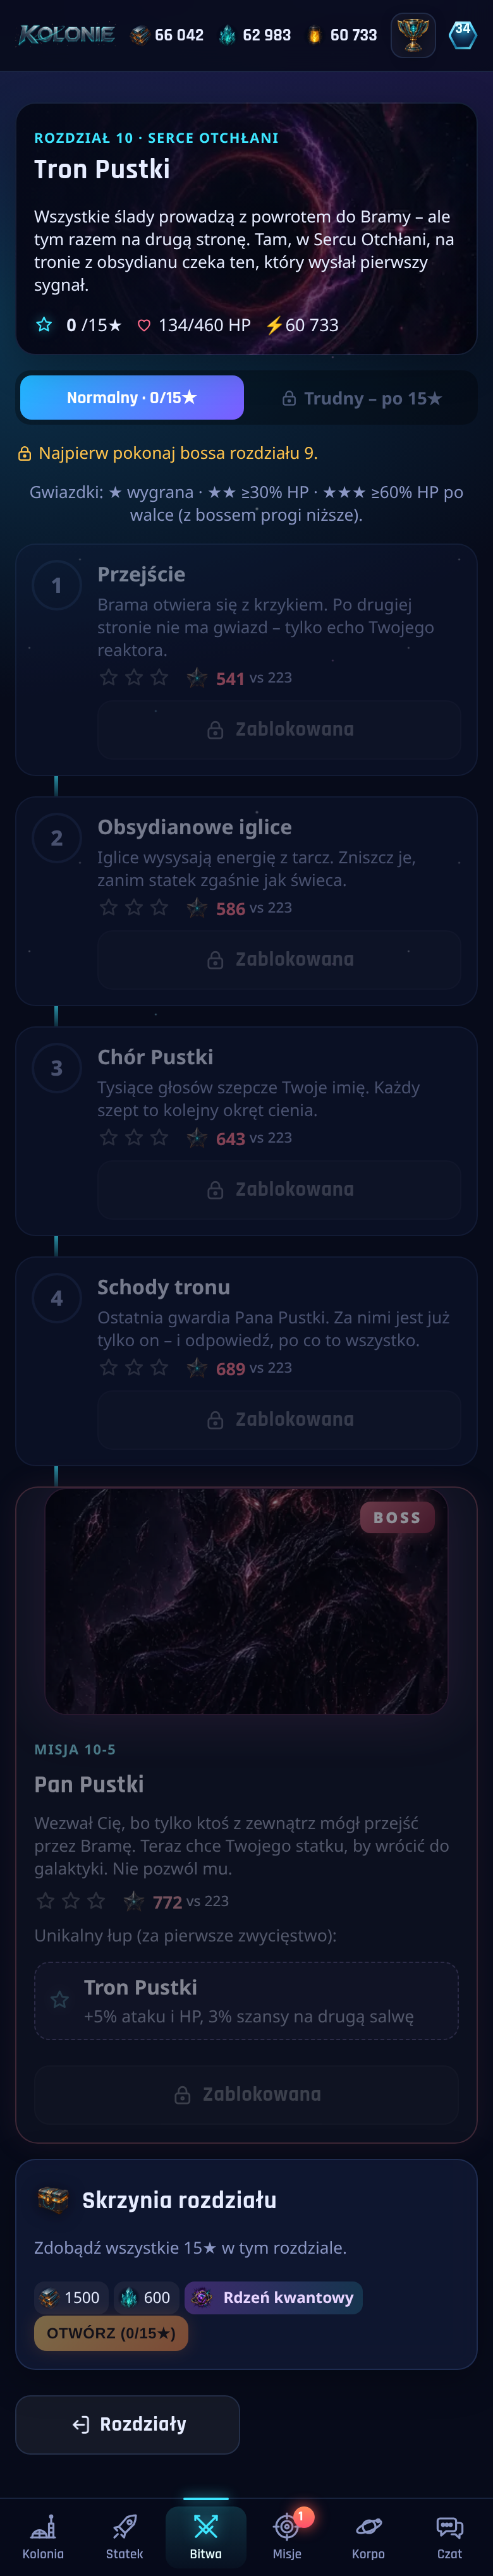 KOLONIE 66 042 62 983 60 733 34
ROZDZIAŁ 10 · SERCE OTCHŁANI
Tron Pustki
Wszystkie ślady prowadzą z powrotem do Bramy – ale
tym razem na drugą stronę. Tam, w Sercu Otchłani, na
tronie z obsydianu czeka ten, który wysłał pierwszy
sygnał.
0 /15★ 134/460 HP ⚡60 733
Normalny · 0/15★ Trudny – po 15★
Najpierw pokonaj bossa rozdziału 9.
Gwiazdki: ★ wygrana · ★★ ≥30% HP · ★★★ ≥60% HP po
walce (z bossem progi niższe).
1 Przejście
Brama otwiera się z krzykiem. Po drugiej
stronie nie ma gwiazd – tylko echo Twojego
reaktora.
541 vs 223
Zablokowana
2 Obsydianowe iglice
Iglice wysysają energię z tarcz. Zniszcz je,
zanim statek zgaśnie jak świeca.
586 vs 223
Zablokowana
3 Chór Pustki
Tysiące głosów szepcze Twoje imię. Każdy
szept to kolejny okręt cienia.
643 vs 223
Zablokowana
4 Schody tronu
Ostatnia gwardia Pana Pustki. Za nimi jest już
tylko on – i odpowiedź, po co to wszystko.
689 vs 223
Zablokowana
BOSS
MISJA 10-5
Pan Pustki
Wezwał Cię, bo tylko ktoś z zewnątrz mógł przejść
przez Bramę. Teraz chce Twojego statku, by wrócić do
galaktyki. Nie pozwól mu.
772 vs 223
Unikalny łup (za pierwsze zwycięstwo):
Tron Pustki
+5% ataku i HP, 3% szansy na drugą salwę
Zablokowana
Skrzynia rozdziału
Zdobądź wszystkie 15★ w tym rozdziale.
1500 600 Rdzeń kwantowy
OTWÓRZ (0/15★)
Rozdziały
1
Kolonia Statek Bitwa Misje Korpo Czat